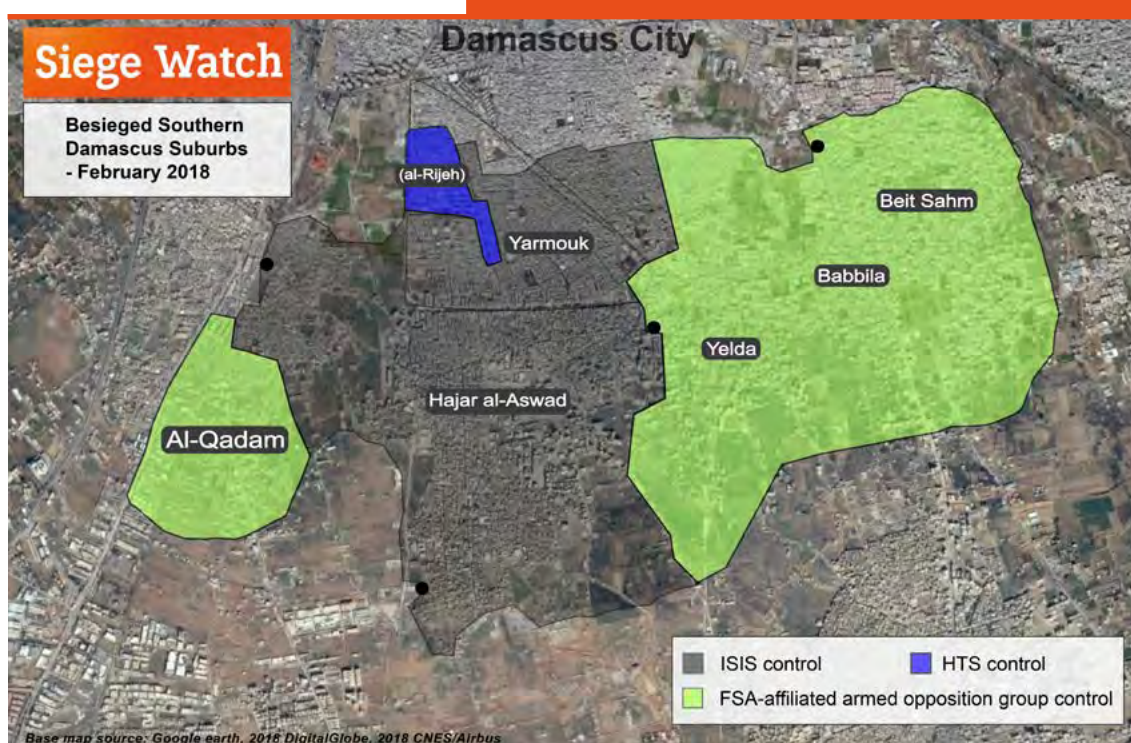 Damascus City
Siege Watch
Besieged Southern
Damascus Suburbs
- February 2018
(al-Rijeh)
Beit Sahm
Yarmouk
Babbila
Yelda
Hajar al-Aswad
Al-Qadam
ISIS control
HTS control
FSA-affiliated armed opposition group control
Base map source: Google earth, 2018 DigitalGlobe, 2018 CNES/Airbus